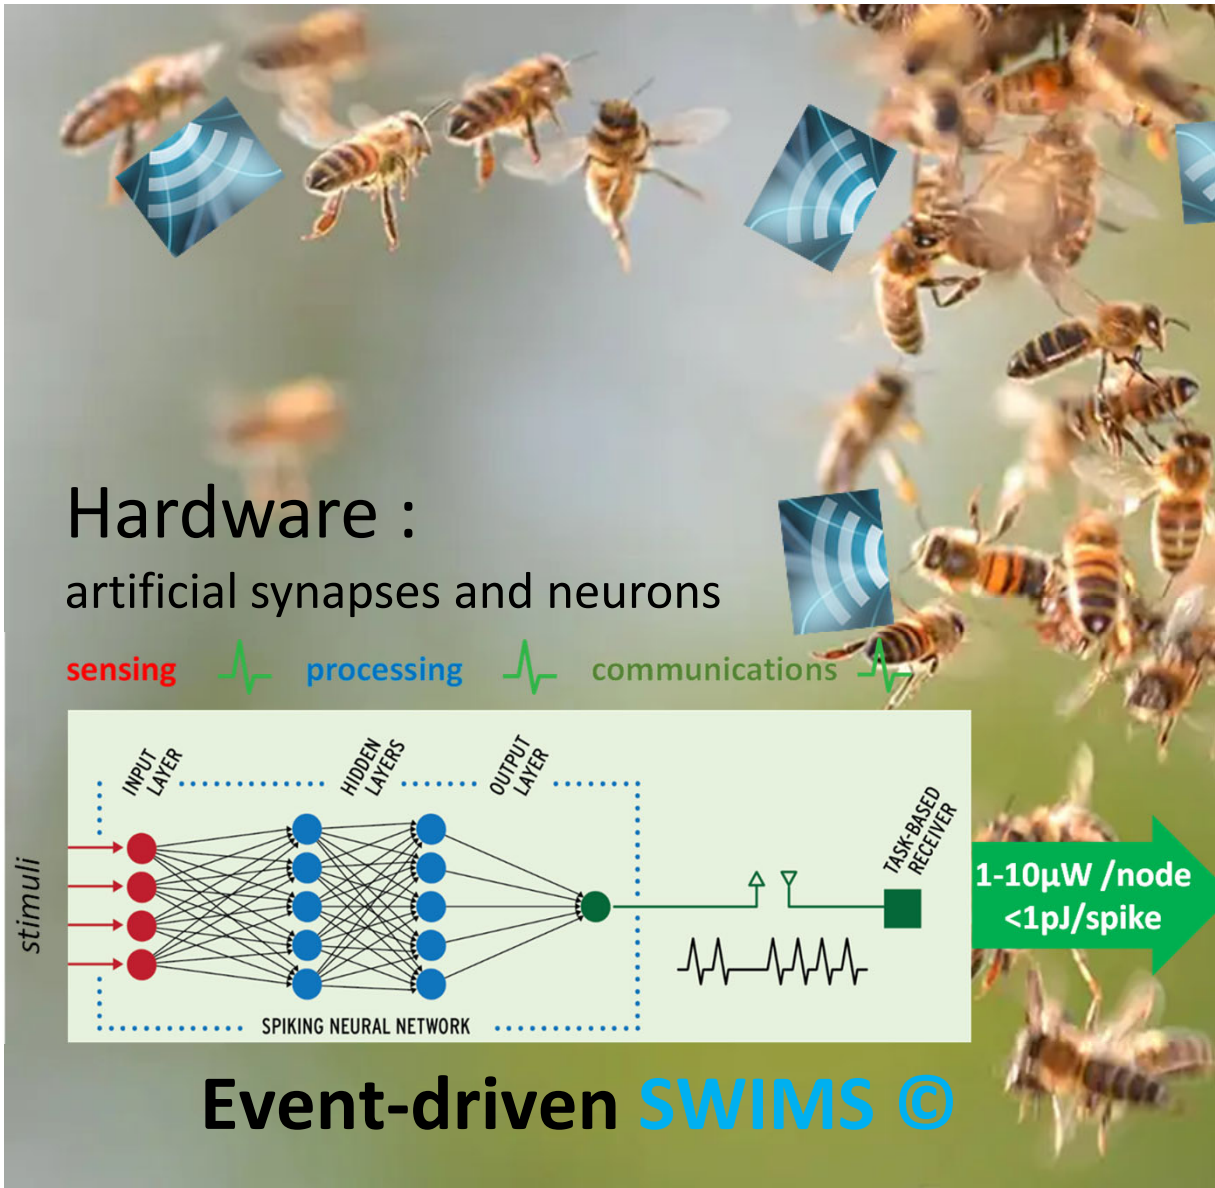 Hardware :
artificial synapses and neurons
sensing processing communications
INPUT
LAYER
HIDDEN
LAYERS
OUTPUT
LAYER
TASK-BASED
RECEIVER
stimuli
1-10µW /node
<1pJ/spike
SPIKING NEURAL NETWORK
Event-driven SWIMS ©